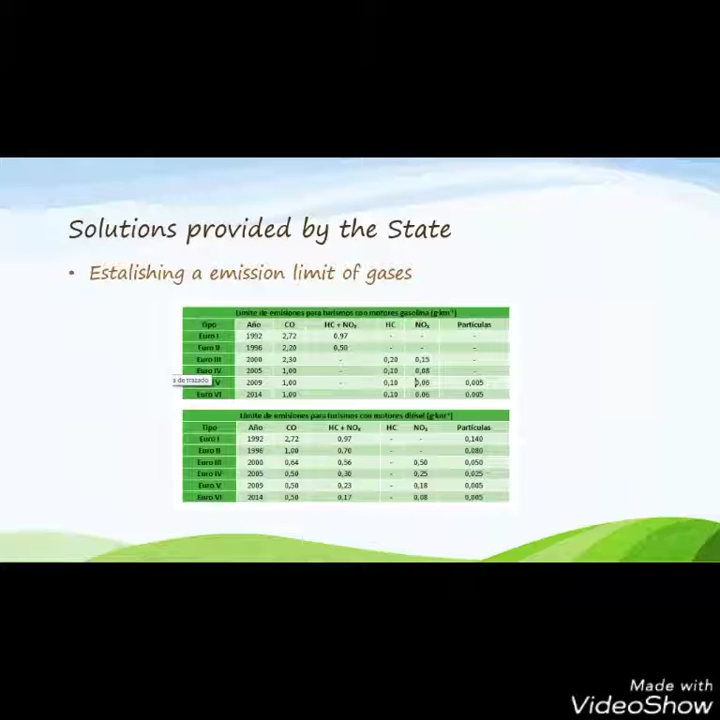 Solutions provided by the State
• Estalishing a emission limit of gases
Límite de emisiones para turismos con motores gasolina (g·km⁻¹)
Tipo Año CO HC + NOₓ HC NOₓ Partículas
Euro I 1992 2,72 0,97 - - -
Euro II 1996 2,20 0,50 - - -
Euro III 2000 2,30 - 0,20 0,15 -
Euro IV 2005 1,00 - 0,10 0,08 -
a de trazado V 2009 1,00 - 0,10 0,06 0,005
Euro VI 2014 1,00 0,10 0,06 0,005
Límite de emisiones para turismos con motores diésel (g·km⁻¹)
Tipo Año CO HC + NOₓ HC NOₓ Partículas
Euro I 1992 2,72 0,97 - - 0,140
Euro II 1996 1,00 0,70 - - 0,080
Euro III 2000 0,64 0,56 - 0,50 0,050
Euro IV 2005 0,50 0,30 - 0,25 0,025
Euro V 2009 0,50 0,23 - 0,18 0,005
Euro VI 2014 0,50 0,17 - 0,08 0,005
Made with
VideoShow